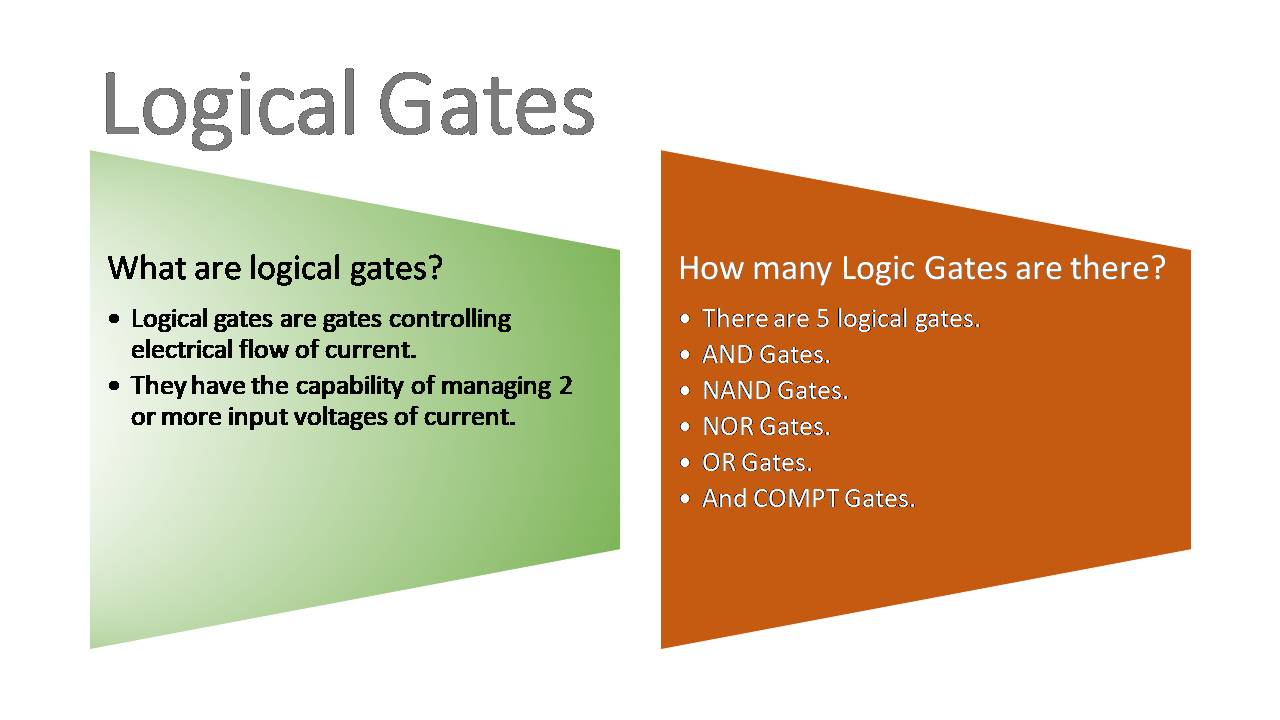 Logical Gates
What are logical gates?
• Logical gates are gates controlling
electrical flow of current.
• They have the capability of managing 2
or more input voltages of current.
How many Logic Gates are there?
• There are 5 logical gates.
• AND Gates.
• NAND Gates.
• NOR Gates.
• OR Gates.
• And COMPT Gates.